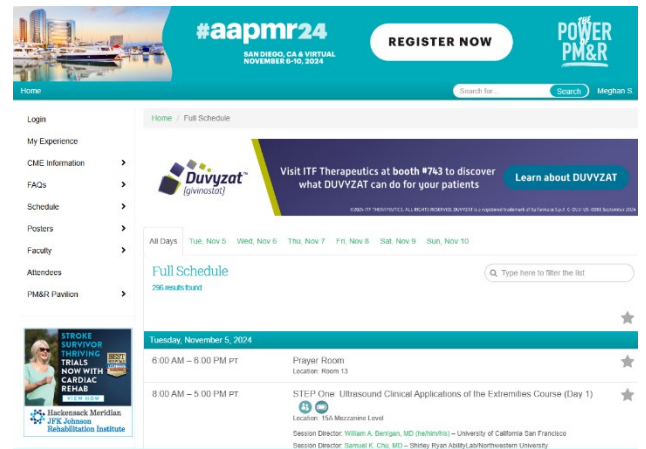 #aapmr24
SAN DIEGO, CA & VIRTUAL
NOVEMBER 6-10, 2024
REGISTER NOW
THE
POWER
OF
PM&R
Home
Search for...
Search
Meghan S.
Login
My Experience
CME Information
FAQs
Schedule
Posters
Faculty
Attendees
PM&R Pavilion
STROKE
SURVIVOR
THRIVING
TRIALS
NOW WITH
CARDIAC
REHAB
VIEW NOW
BEST
Hackensack Meridian
JFK Johnson
Rehabilitation Institute
Home / Full Schedule
Duvyzat™
[givinostat]
Visit ITF Therapeutics at booth #743 to discover
what DUVYZAT can do for your patients
Learn about DUVYZAT
All Days Tue, Nov 5 Wed, Nov 6 Thu, Nov 7 Fri, Nov 8 Sat, Nov 9 Sun, Nov 10
Full Schedule
296 results found
Type here to filter the list
Tuesday, November 5, 2024
6:00 AM – 6:00 PM PT
Prayer Room
Location: Room 13
8:00 AM – 5:00 PM PT
STEP One: Ultrasound Clinical Applications of the Extremities Course (Day 1)
Location: 15A Mezzanine Level
Session Director: William A. Berrigan, MD (he/him/his) – University of California San Francisco
Session Director: Samuel K. Chu, MD – Shirley Ryan AbilityLab/Northwestern University